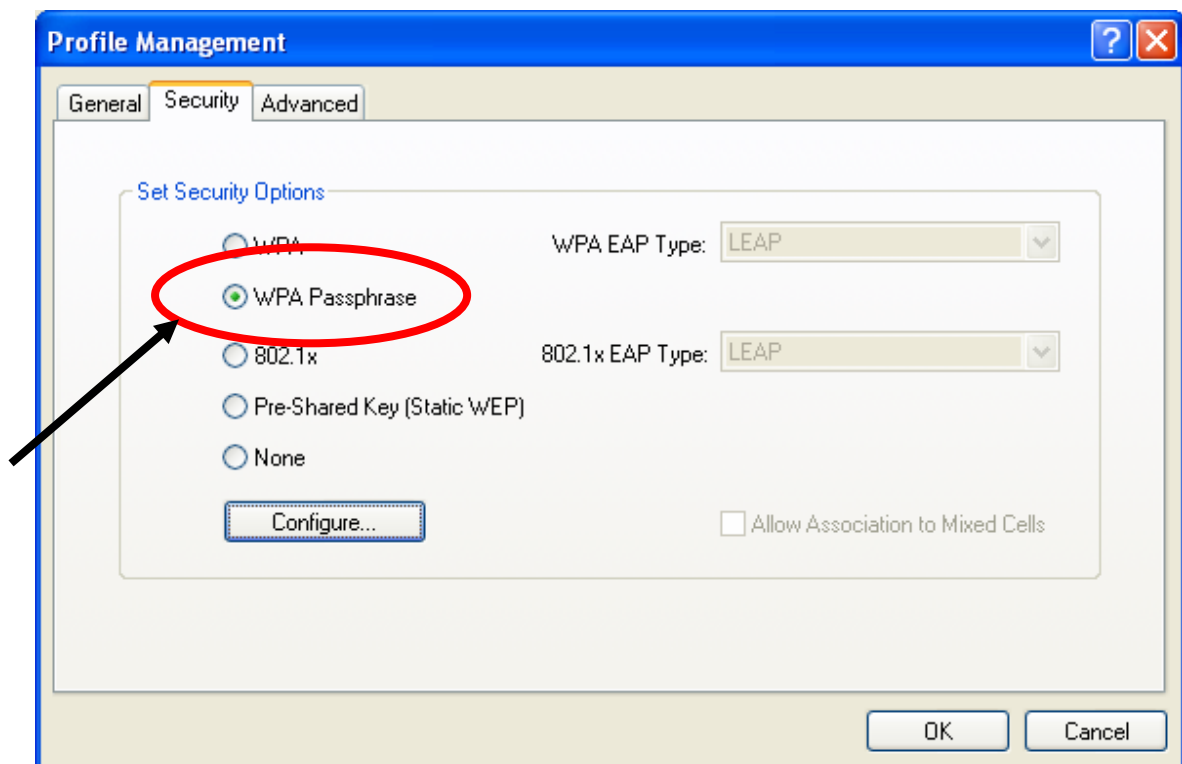 Profile Management
General Security Advanced
Set Security Options
WPA WPA EAP Type: LEAP
WPA Passphrase
802.1x 802.1x EAP Type: LEAP
Pre-Shared Key (Static WEP)
None
Configure... Allow Association to Mixed Cells
OK Cancel